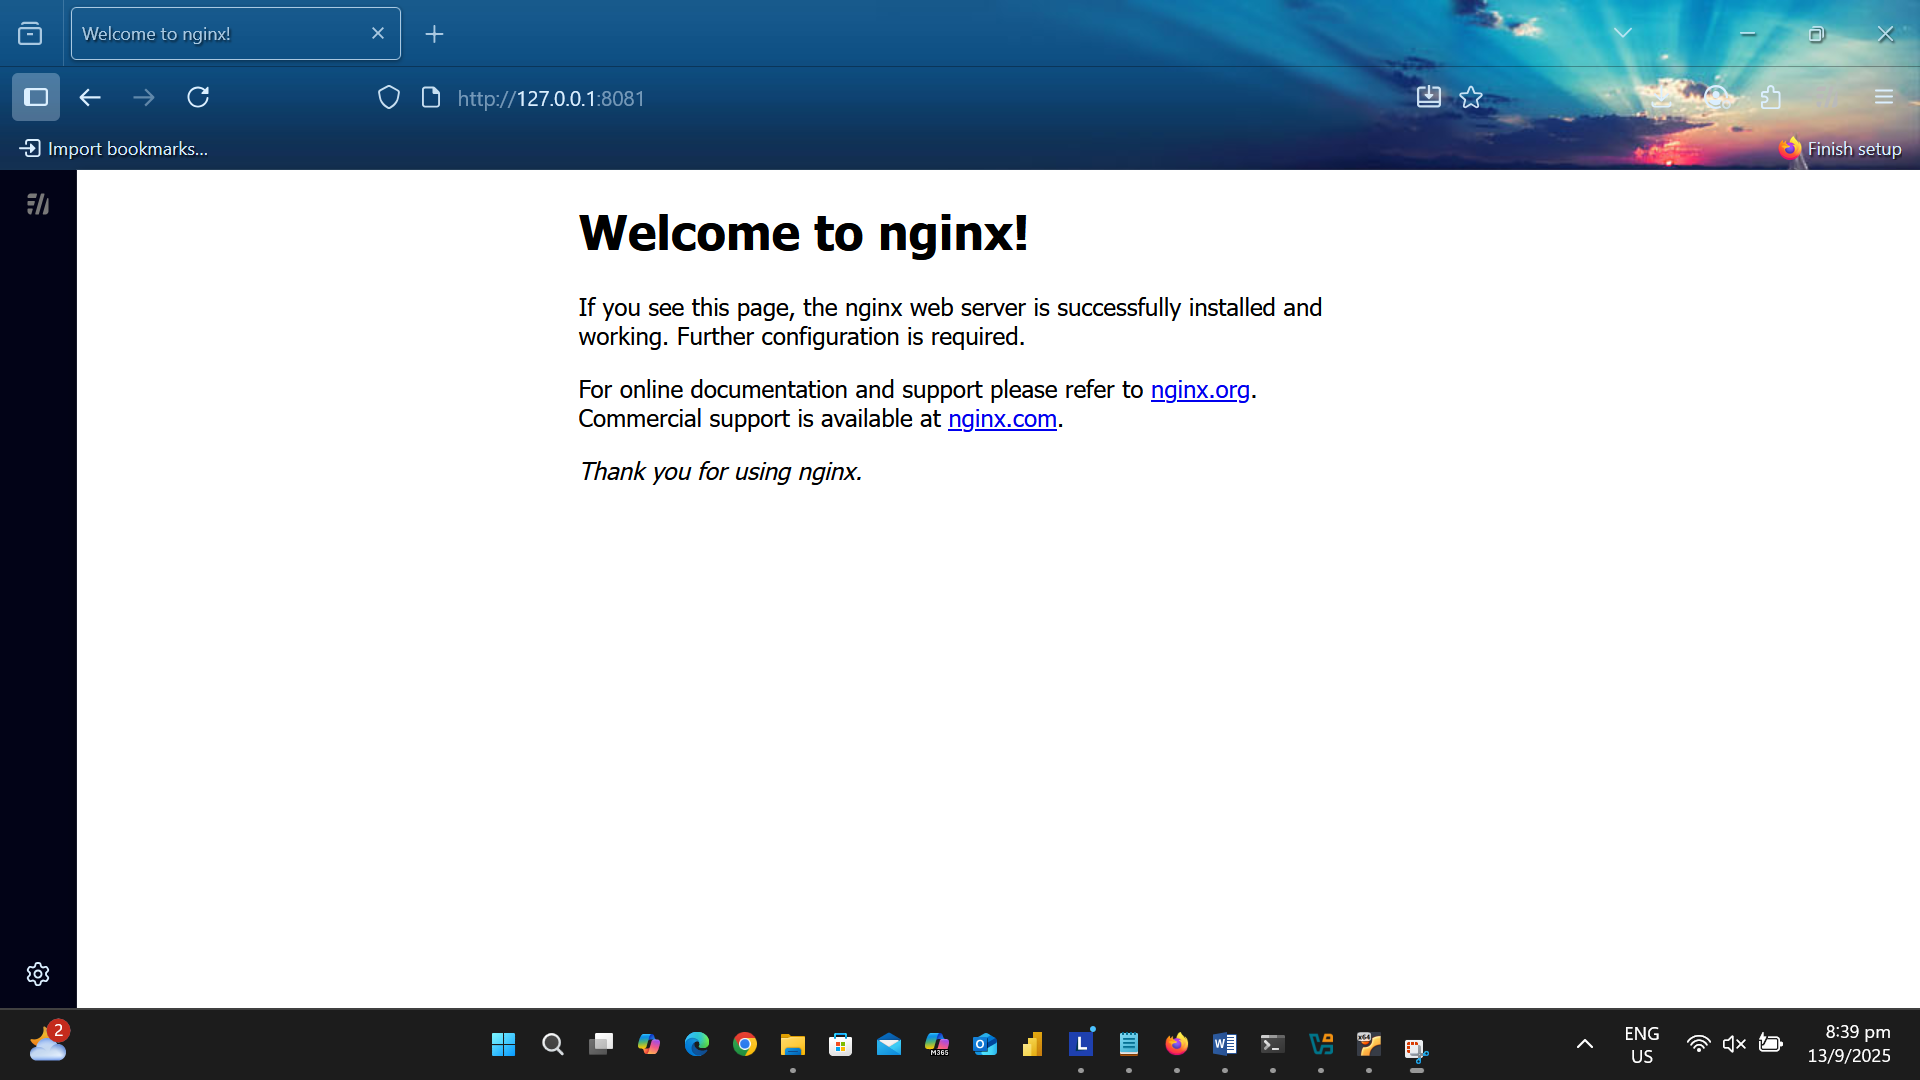 Welcome to nginx!
http://127.0.0.1:8081
Import bookmarks...
Finish setup
Welcome to nginx!
If you see this page, the nginx web server is successfully installed and
working. Further configuration is required.
For online documentation and support please refer to nginx.org.
Commercial support is available at nginx.com.
Thank you for using nginx.
2
M365
L
X64
ENG
US
8:39 pm
13/9/2025